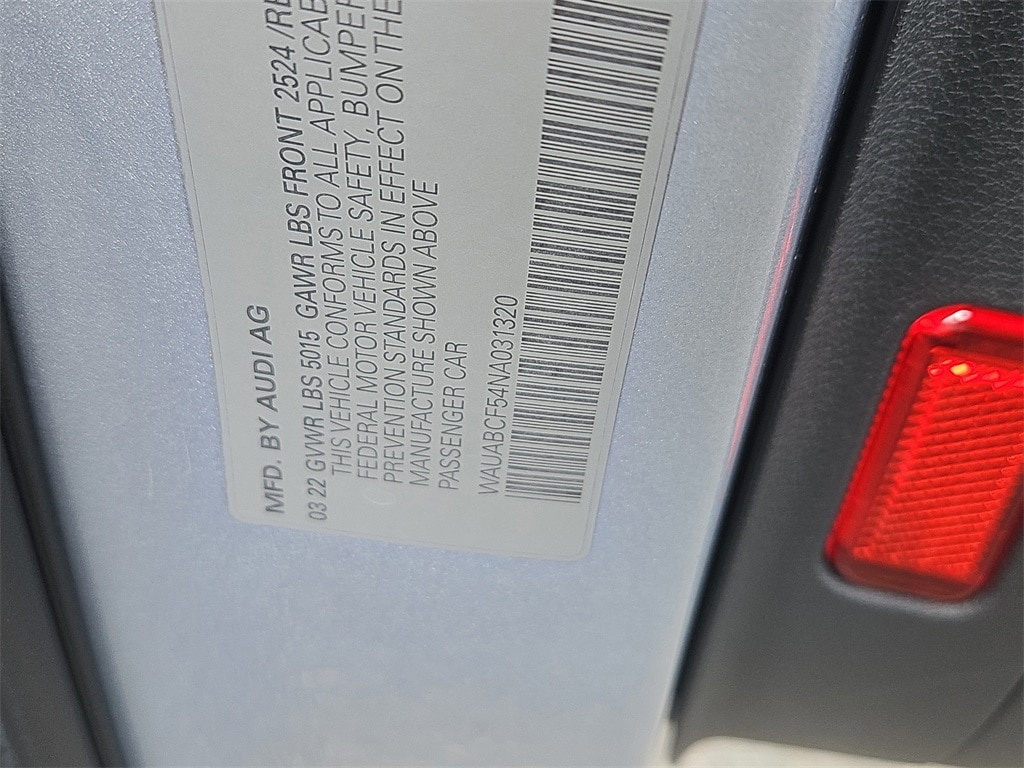 MFD. BY AUDI AG
03 22 GVWR LBS 5015 GAWR LBS FRONT 2524 /RE
THIS VEHICLE CONFORMS TO ALL APPLICABE
FEDERAL MOTOR VEHICLE SAFETY, BUMPER
PREVENTION STANDARDS IN EFFECT ON THE
MANUFACTURE SHOWN ABOVE
PASSENGER CAR
WAUABCF54NA031320